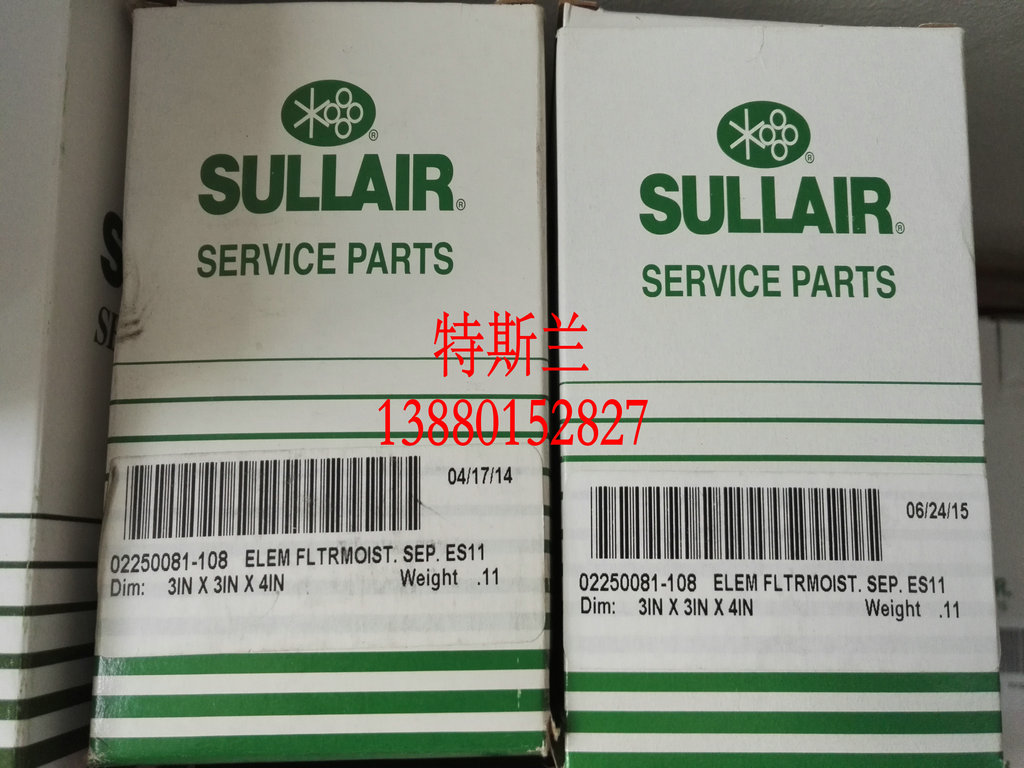 SULLAIR®
SERVICE PARTS
04/17/14
02250081-108 ELEM FLTRMOIST. SEP. ES11
Dim: 3IN X 3IN X 4IN Weight .11
SULLAIR®
SERVICE PARTS
06/24/15
02250081-108 ELEM FLTRMOIST. SEP. ES11
Dim: 3IN X 3IN X 4IN Weight .11
特斯兰
13880152827